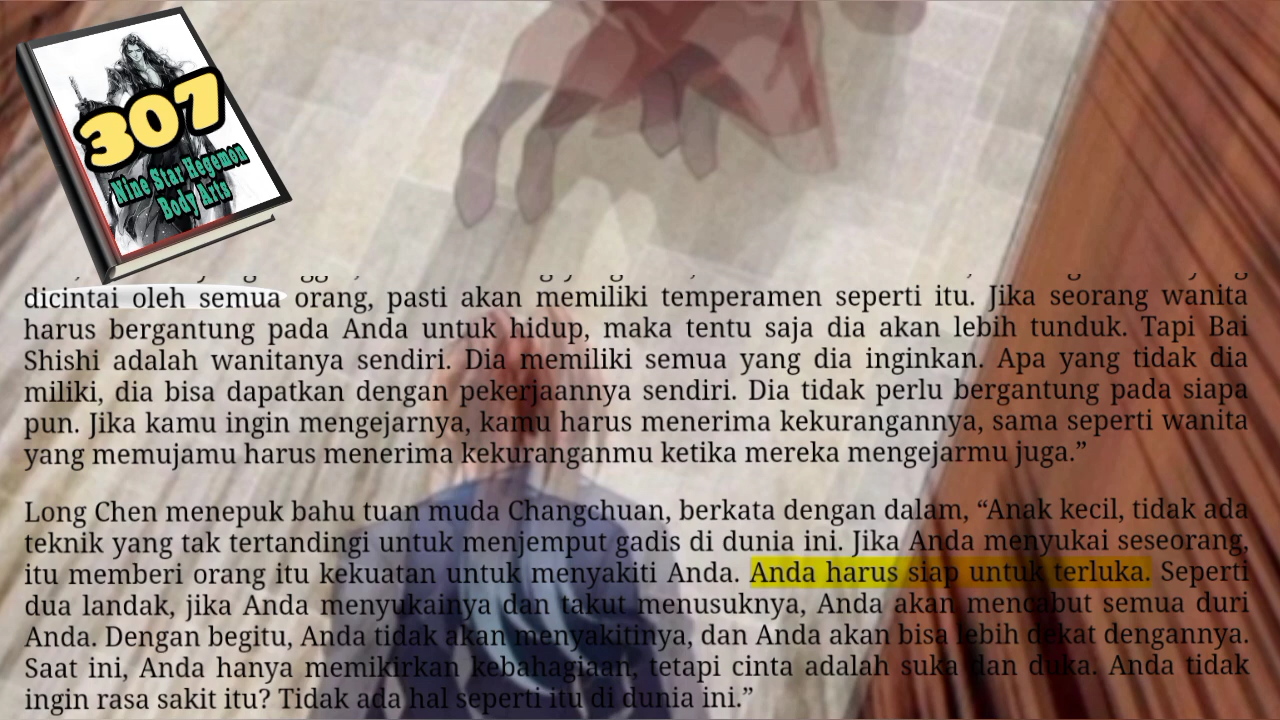 307
Nine Star Hegemon
Body Arts
dicintai oleh semua orang, pasti akan memiliki temperamen seperti itu. Jika seorang wanita
harus bergantung pada Anda untuk hidup, maka tentu saja dia akan lebih tunduk. Tapi Bai
Shishi adalah wanitanya sendiri. Dia memiliki semua yang dia inginkan. Apa yang tidak dia
miliki, dia bisa dapatkan dengan pekerjaannya sendiri. Dia tidak perlu bergantung pada siapa
pun. Jika kamu ingin mengejarnya, kamu harus menerima kekurangannya, sama seperti wanita
yang memujamu harus menerima kekuranganmu ketika mereka mengejarmu juga.”
Long Chen menepuk bahu tuan muda Changchuan, berkata dengan dalam, “Anak kecil, tidak ada
teknik yang tak tertandingi untuk menjemput gadis di dunia ini. Jika Anda menyukai seseorang,
itu memberi orang itu kekuatan untuk menyakiti Anda. Anda harus siap untuk terluka. Seperti
dua landak, jika Anda menyukainya dan takut menusuknya, Anda akan mencabut semua duri
Anda. Dengan begitu, Anda tidak akan menyakitinya, dan Anda akan bisa lebih dekat dengannya.
Saat ini, Anda hanya memikirkan kebahagiaan, tetapi cinta adalah suka dan duka. Anda tidak
ingin rasa sakit itu? Tidak ada hal seperti itu di dunia ini.”